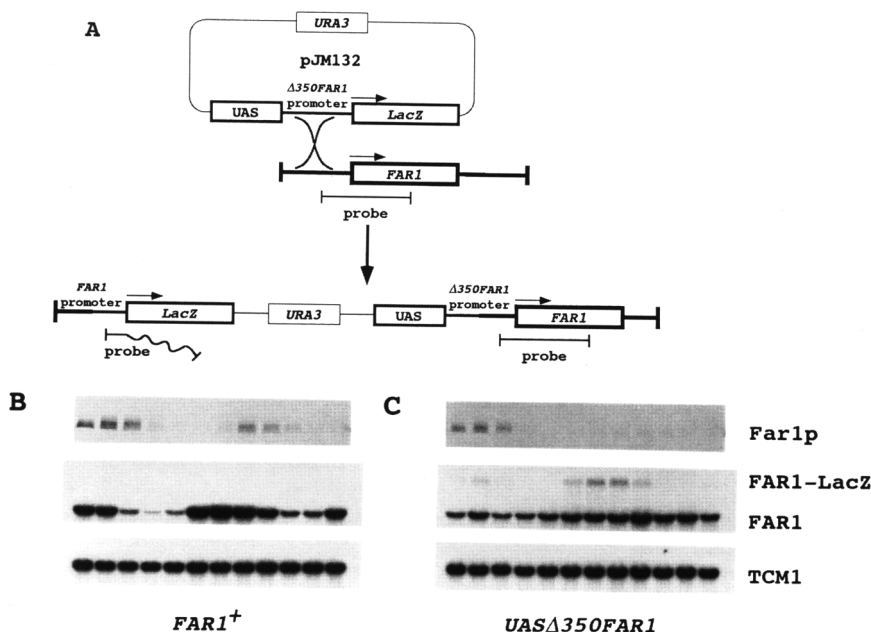 A
URA3
pJM132
Δ350FAR1
promoter
UAS
LacZ
FAR1
probe
FAR1
promoter
LacZ
URA3
UAS
Δ350FAR1
promoter
FAR1
probe
probe
B
C
Far1p
FAR1-LacZ
FAR1
TCM1
FAR1+
UASΔ350FAR1